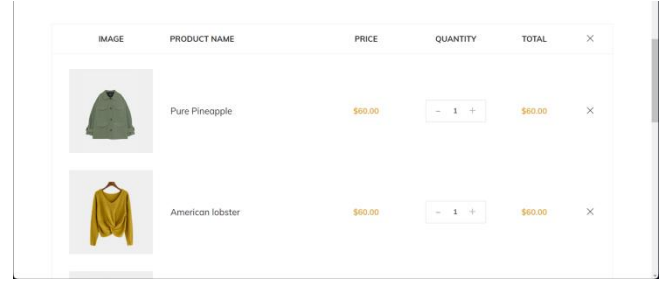 IMAGE PRODUCT NAME PRICE QUANTITY TOTAL ×
Pure Pineapple $60.00 - 1 + $60.00 ×
American lobster $60.00 - 1 + $60.00 ×